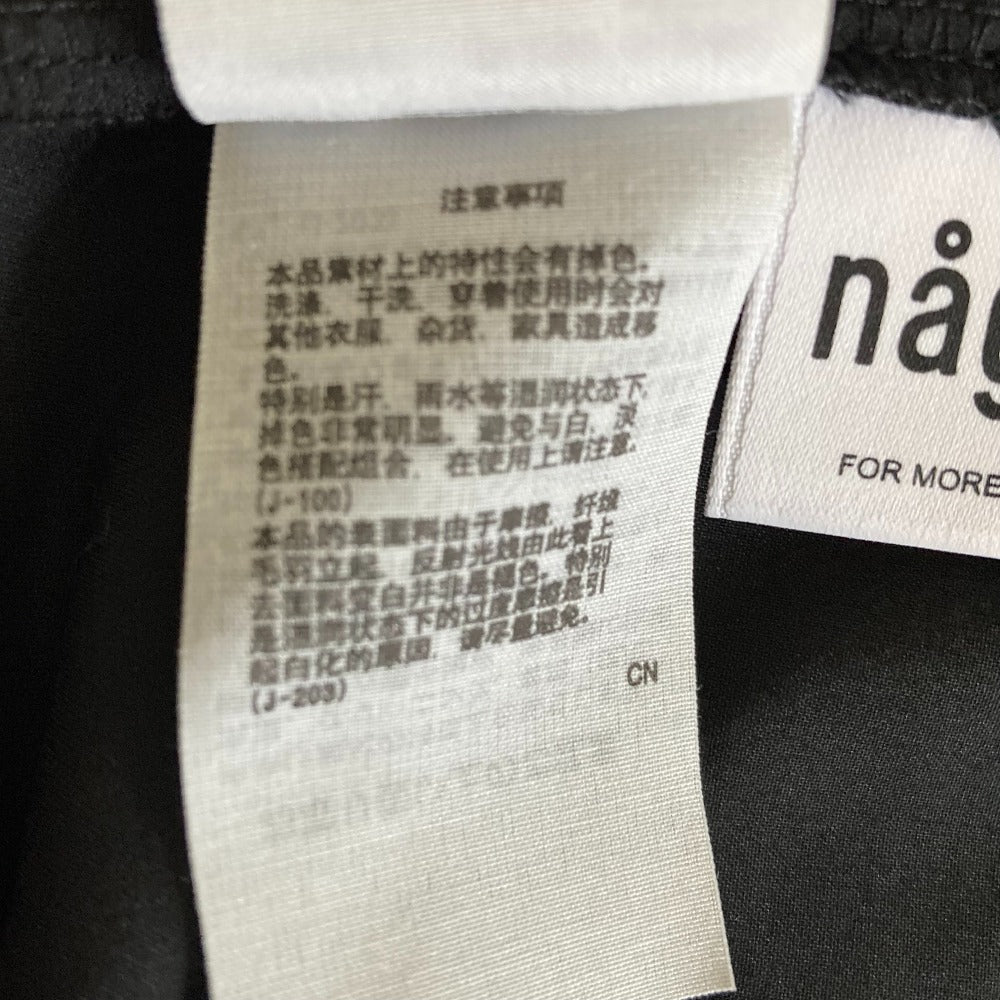 注意事項
本品素材上的特性会有掉色。
洗涤、干洗、穿着使用时会对
其他衣服、杂货、家具造成移
色。
特别是汗、雨水等湿润状态下,
掉色非常明显、避免与白、淡
色搭配组合、在使用上请注意。
(J-100)
本品的表面料由于摩擦、纤维
毛羽立起、反射光线由此看上
去面料变白并非是褪色。特别
是湿润状态下的过度摩擦是引
起白化的原因、请尽量避免。
(J-203)
CN
någ
FOR MORE